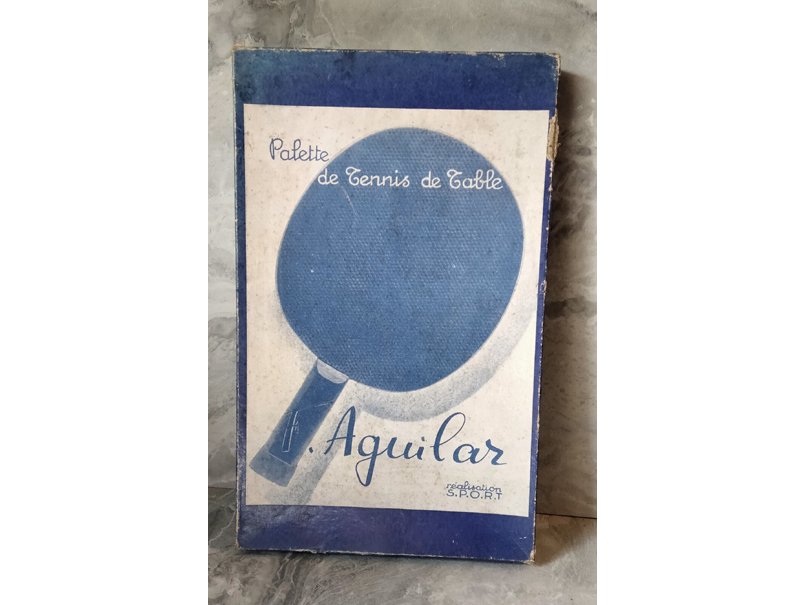 Palette
de Tennis de Table
. Aguilar
réalisation
S.P.O.R.T